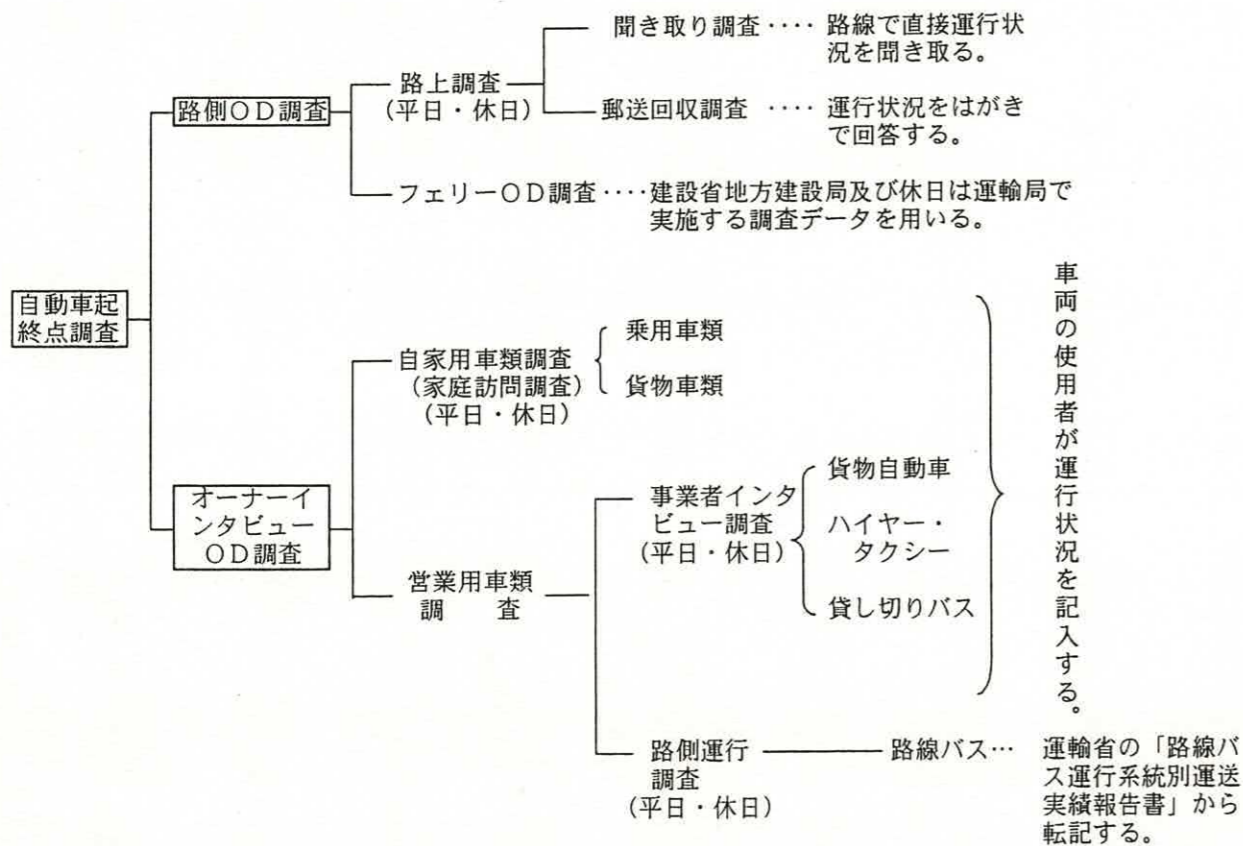 聞き取り調査‥‥路線で直接運行状
況を聞き取る。
路上調査
(平日・休日)
路側OD調査
郵送回収調査‥‥運行状況をはがき
で回答する。
フェリーOD調査‥‥建設省地方建設局及び休日は運輸局で
実施する調査データを用いる。
自動車起
終点調査
自家用車類調査
(家庭訪問調査)
(平日・休日)
乗用車類
貨物車類
オーナーイ
ンタビュー
OD調査
営業用車類
調査
事業者インタ
ビュー調査
(平日・休日)
貨物自動車
ハイヤー・
タクシー
貸し切りバス
車両の使用者が運行状況を記入する。
路側運行
調査
(平日・休日)
路線バス…
運輸省の「路線バ
ス運行系統別運送
実績報告書」から
転記する。